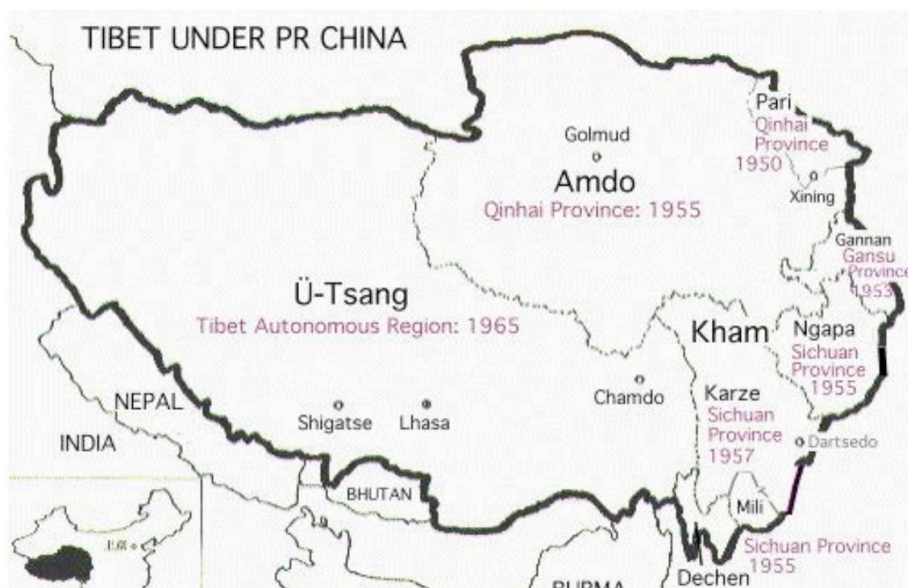 TIBET UNDER PR CHINA
Pari
Qinhai
Province
1950
Golmud
Xining
Amdo
Qinghai Province: 1955
Gannan
Gansu
Province
1953
Ü-Tsang
Tibet Autonomous Region: 1965
Kham
Ngapa
Sichuan
Province
1955
Chamdo
Karze
Sichuan
Province
1957
NEPAL
Shigatse
Lhasa
Dartsedo
INDIA
BHUTAN
Mili
Sichuan Province
1955
Dechen
BURMA